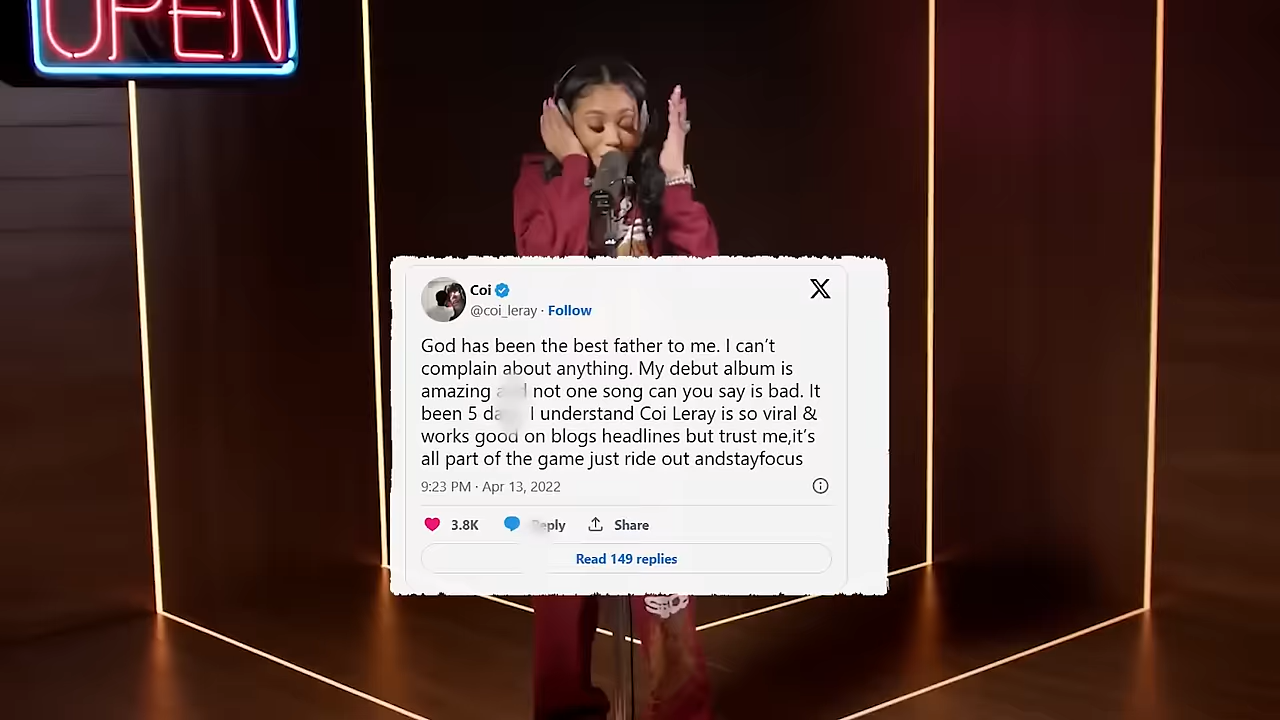 OPEN
Coi
@coi_leray · Follow
God has been the best father to me. I can't
complain about anything. My debut album is
amazing and not one song can you say is bad. It
been 5 I understand Coi Leray is so viral &
works good on blogs headlines but trust me,it's
all part of the game just ride out andstayfocus
9:23 PM · Apr 13, 2022
3.8K Reply Share
Read 149 replies